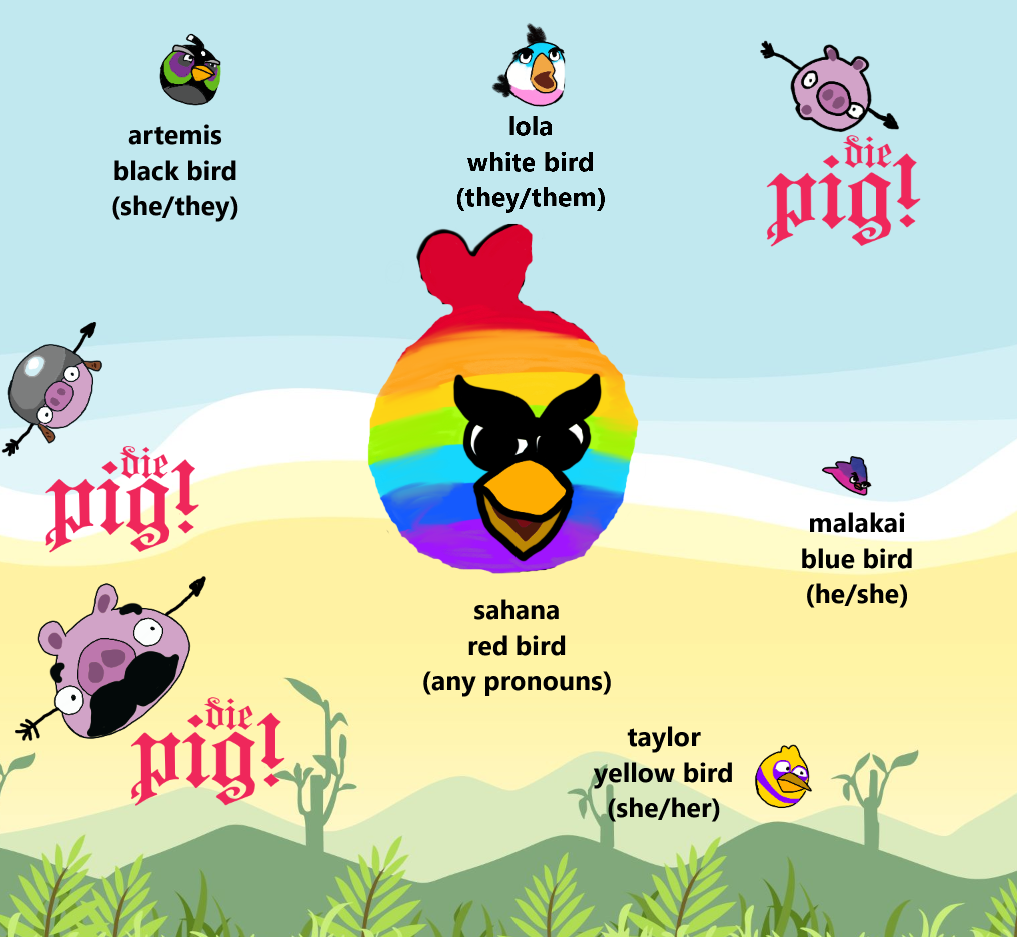 artemis
black bird
(she/they)
lola
white bird
(they/them)
die
pig!
die
pig!
malakai
blue bird
(he/she)
sahana
red bird
(any pronouns)
die
pig!
taylor
yellow bird
(she/her)